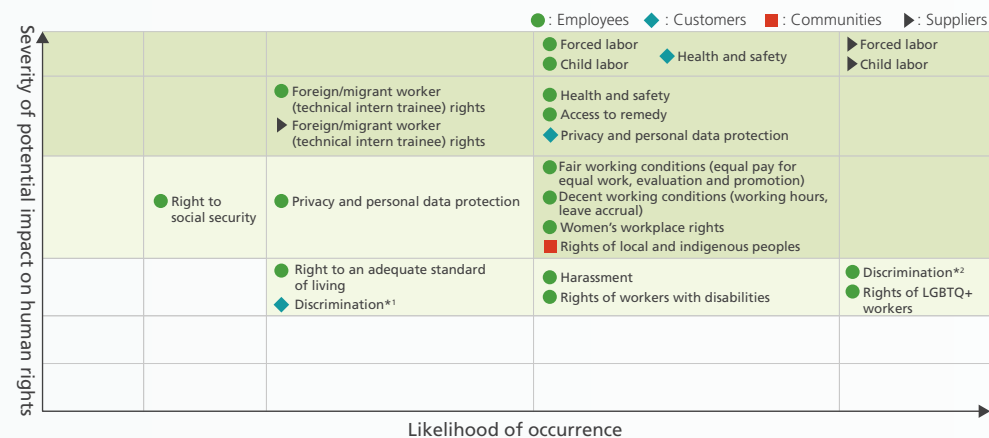 : Employees : Customers : Communities : Suppliers
Severity of potential impact on human rights
Forced labor
Child labor
Health and safety
Forced labor
Child labor
Foreign/migrant worker
(technical intern trainee) rights
Foreign/migrant worker
(technical intern trainee) rights
Health and safety
Access to remedy
Privacy and personal data protection
Right to
social security
Privacy and personal data protection
Fair working conditions (equal pay for
equal work, evaluation and promotion)
Decent working conditions (working hours,
leave accrual)
Women's workplace rights
Rights of local and indigenous peoples
Right to an adequate standard
of living
Discrimination*1
Harassment
Rights of workers with disabilities
Discrimination*2
Rights of LGBTQ+
workers
Likelihood of occurrence